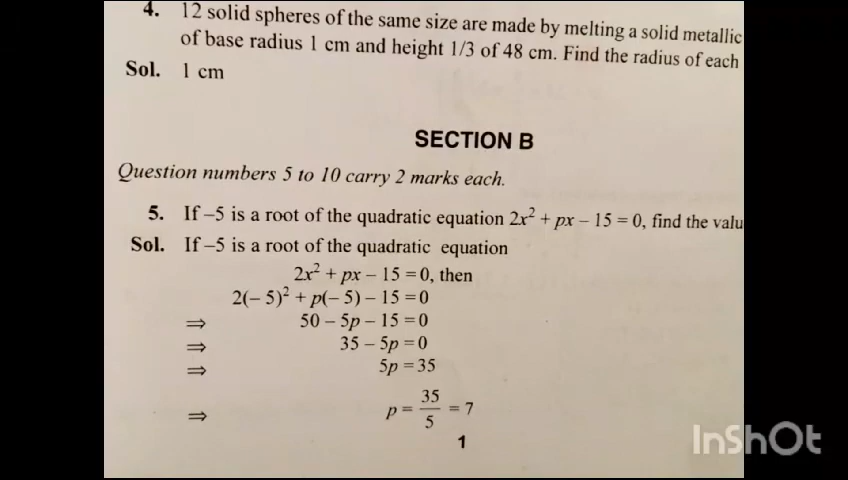 4. 12 solid spheres of the same size are made by melting a solid metallic
of base radius 1 cm and height 1/3 of 48 cm. Find the radius of each
Sol. 1 cm
SECTION B
Question numbers 5 to 10 carry 2 marks each.
5. If –5 is a root of the quadratic equation 2x² + px – 15 = 0, find the valu
Sol. If –5 is a root of the quadratic equation
2x² + px – 15 = 0, then
2(– 5)² + p(– 5) – 15 = 0
⇒ 50 – 5p – 15 = 0
⇒ 35 – 5p = 0
⇒ 5p = 35
⇒ p = 35/5 = 7
1
InShOt